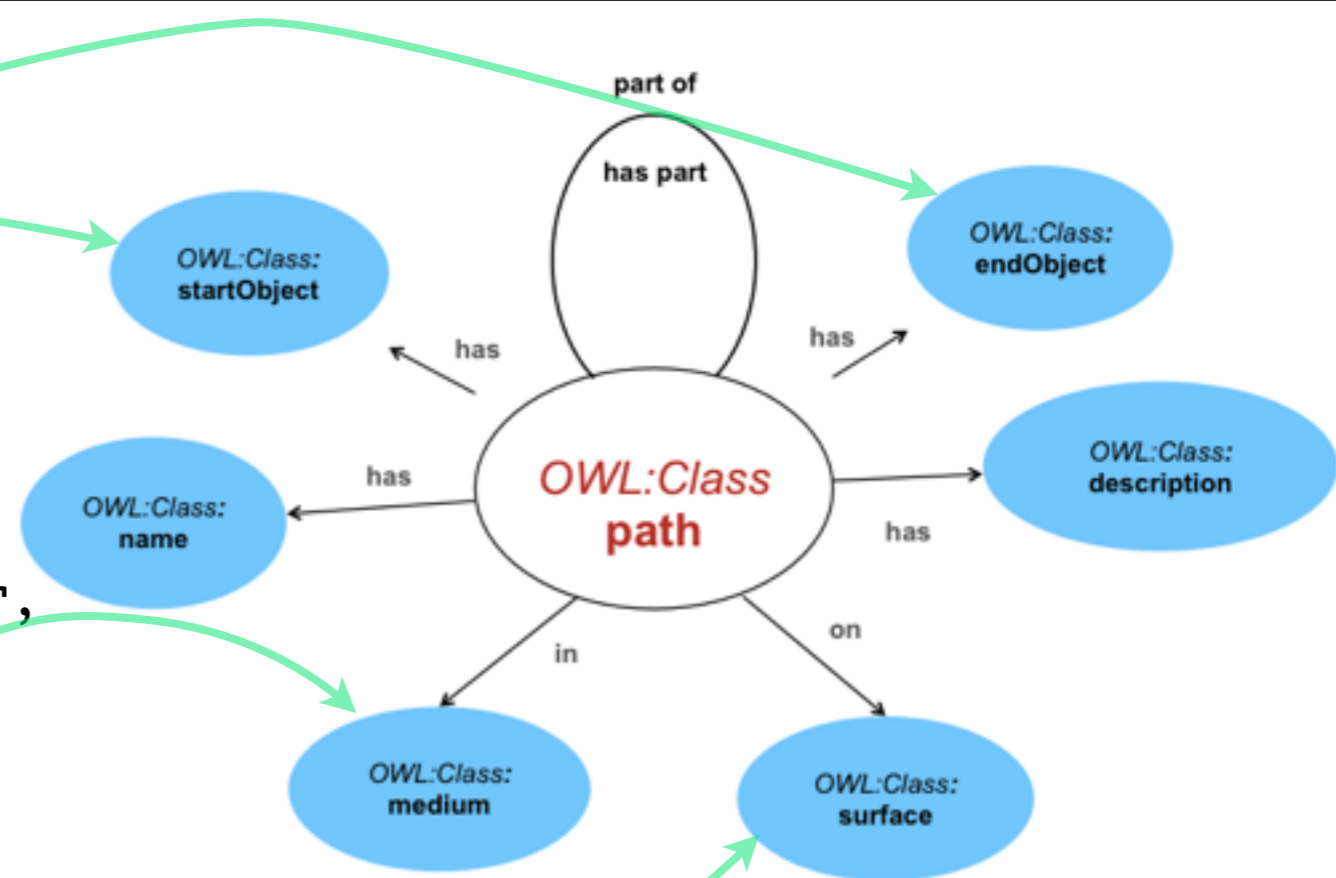 part of
has part
OWL:Class:
startObject
OWL:Class:
endObject
has
has
OWL:Class
path
OWL:Class:
description
has
has
OWL:Class:
name
,
in
on
OWL:Class:
medium
OWL:Class:
surface